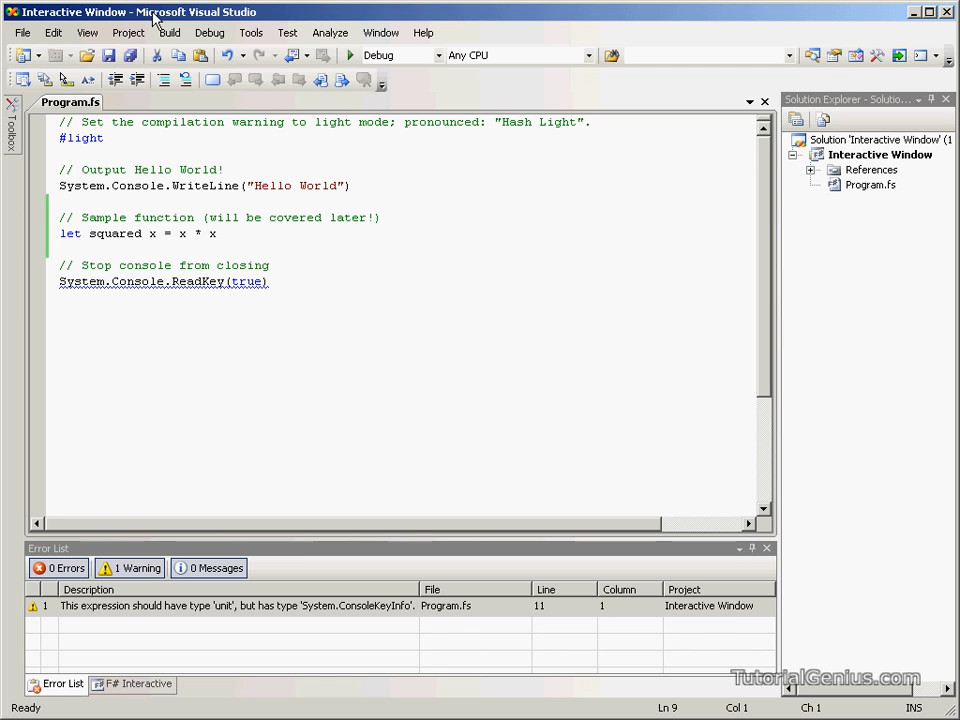 Interactive Window - Microsoft Visual Studio
File Edit View Project Build Debug Tools Test Analyze Window Help
Debug Any CPU
Toolbox
Program.fs
// Set the compilation warning to light mode; pronounced: "Hash Light".
#light
// Output Hello World!
System.Console.WriteLine("Hello World")
// Sample function (will be covered later!)
let squared x = x * x
// Stop console from closing
System.Console.ReadKey(true)
Solution Explorer - Solutio...
Solution 'Interactive Window' (1
Interactive Window
References
Program.fs
Error List
0 Errors 1 Warning 0 Messages
Description File Line Column Project
1 This expression should have type 'unit', but has type 'System.ConsoleKeyInfo'. Program.fs 11 1 Interactive Window
Error List F# Interactive
TutorialGenius.com
Ready Ln 9 Col 1 Ch 1 INS